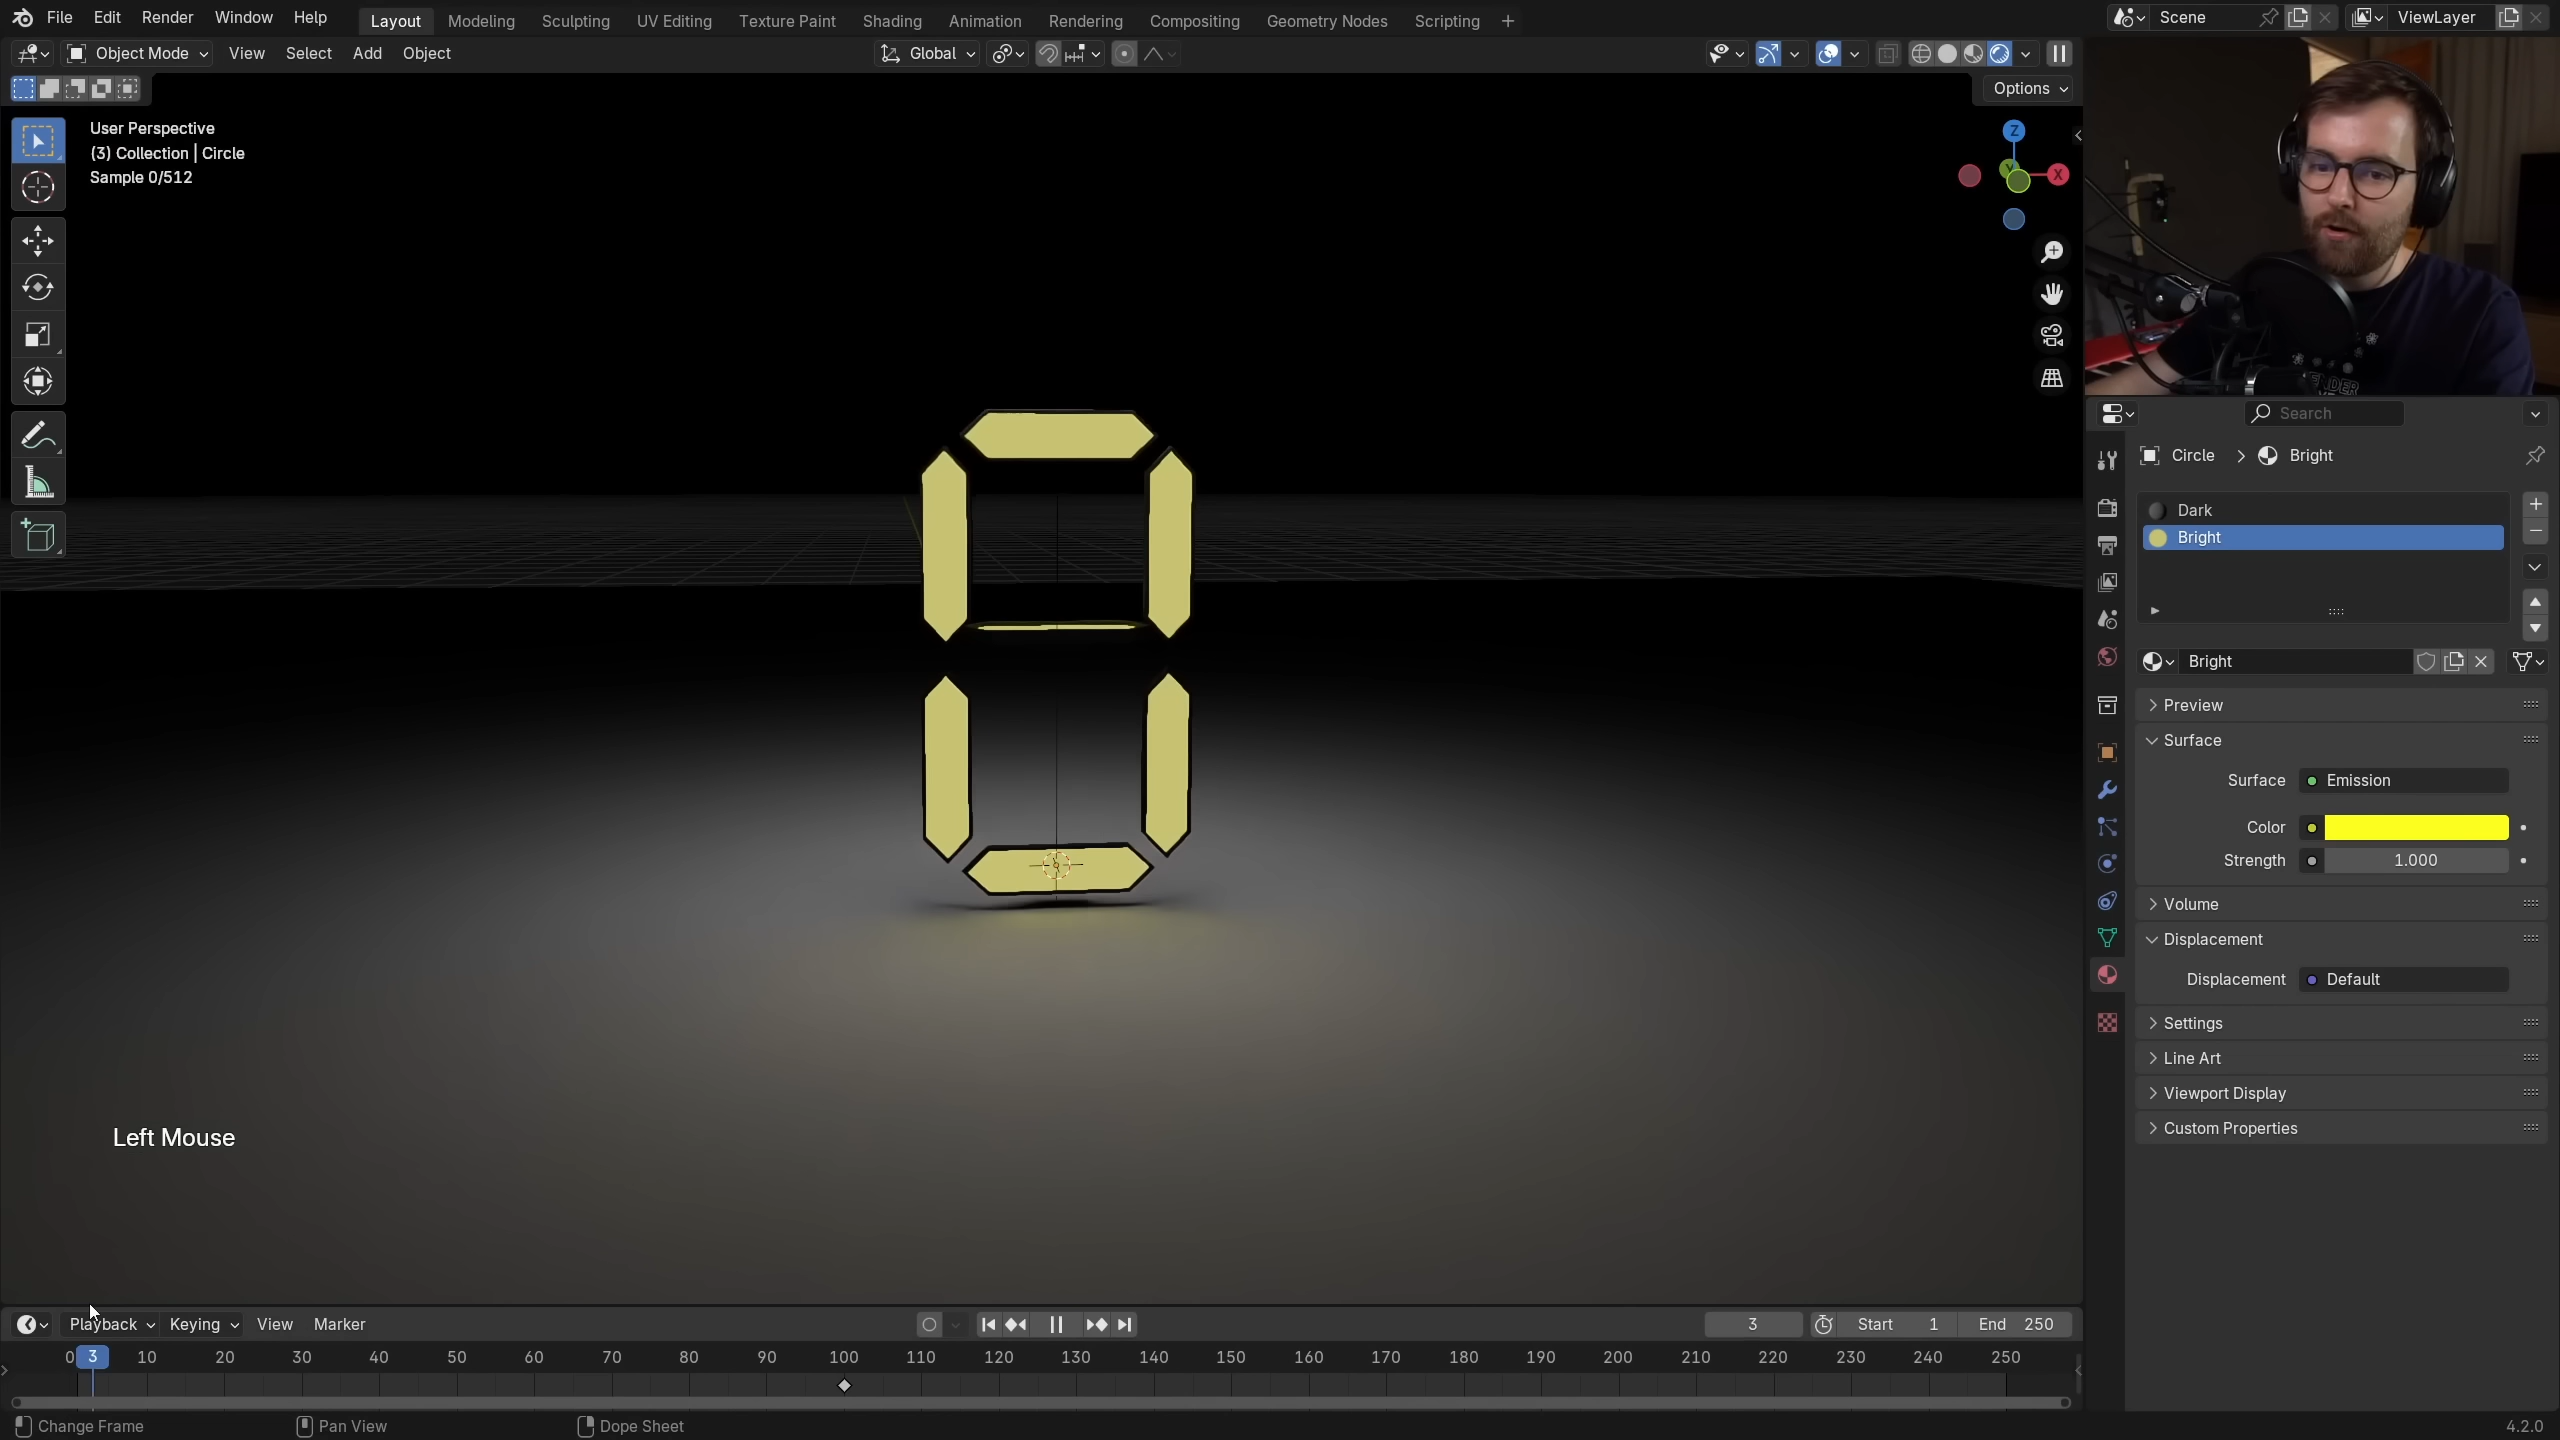 File Edit Render Window Help
Layout Modeling Sculpting UV Editing Texture Paint Shading Animation Rendering Compositing Geometry Nodes Scripting +
Scene
ViewLayer
Object Mode View Select Add Object
Global
Options
User Perspective
(3) Collection | Circle
Sample 0/512
Z
Y
X
Search
Circle > Bright
Dark
Bright
Bright
Preview
Surface
Surface Emission
Color
Strength 1.000
Volume
Displacement
Displacement Default
Settings
Line Art
Viewport Display
Custom Properties
Left Mouse
Playback Keying View Marker
3
Start 1
End 250
0 3 10 20 30 40 50 60 70 80 90 100 110 120 130 140 150 160 170 180 190 200 210 220 230 240 250
Change Frame
Pan View
Dope Sheet
4.2.0